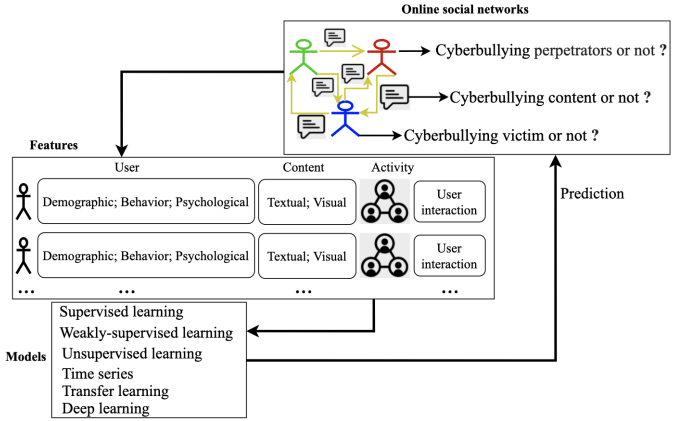 Online social networks
Cyberbullying perpetrators or not ?
Cyberbullying content or not ?
Cyberbullying victim or not ?
Features
User Content Activity
Demographic; Behavior; Psychological Textual; Visual User
interaction
Demographic; Behavior; Psychological Textual; Visual User
interaction
... ... ... ...
Prediction
Models
Supervised learning
Weakly-supervised learning
Unsupervised learning
Time series
Transfer learning
Deep learning